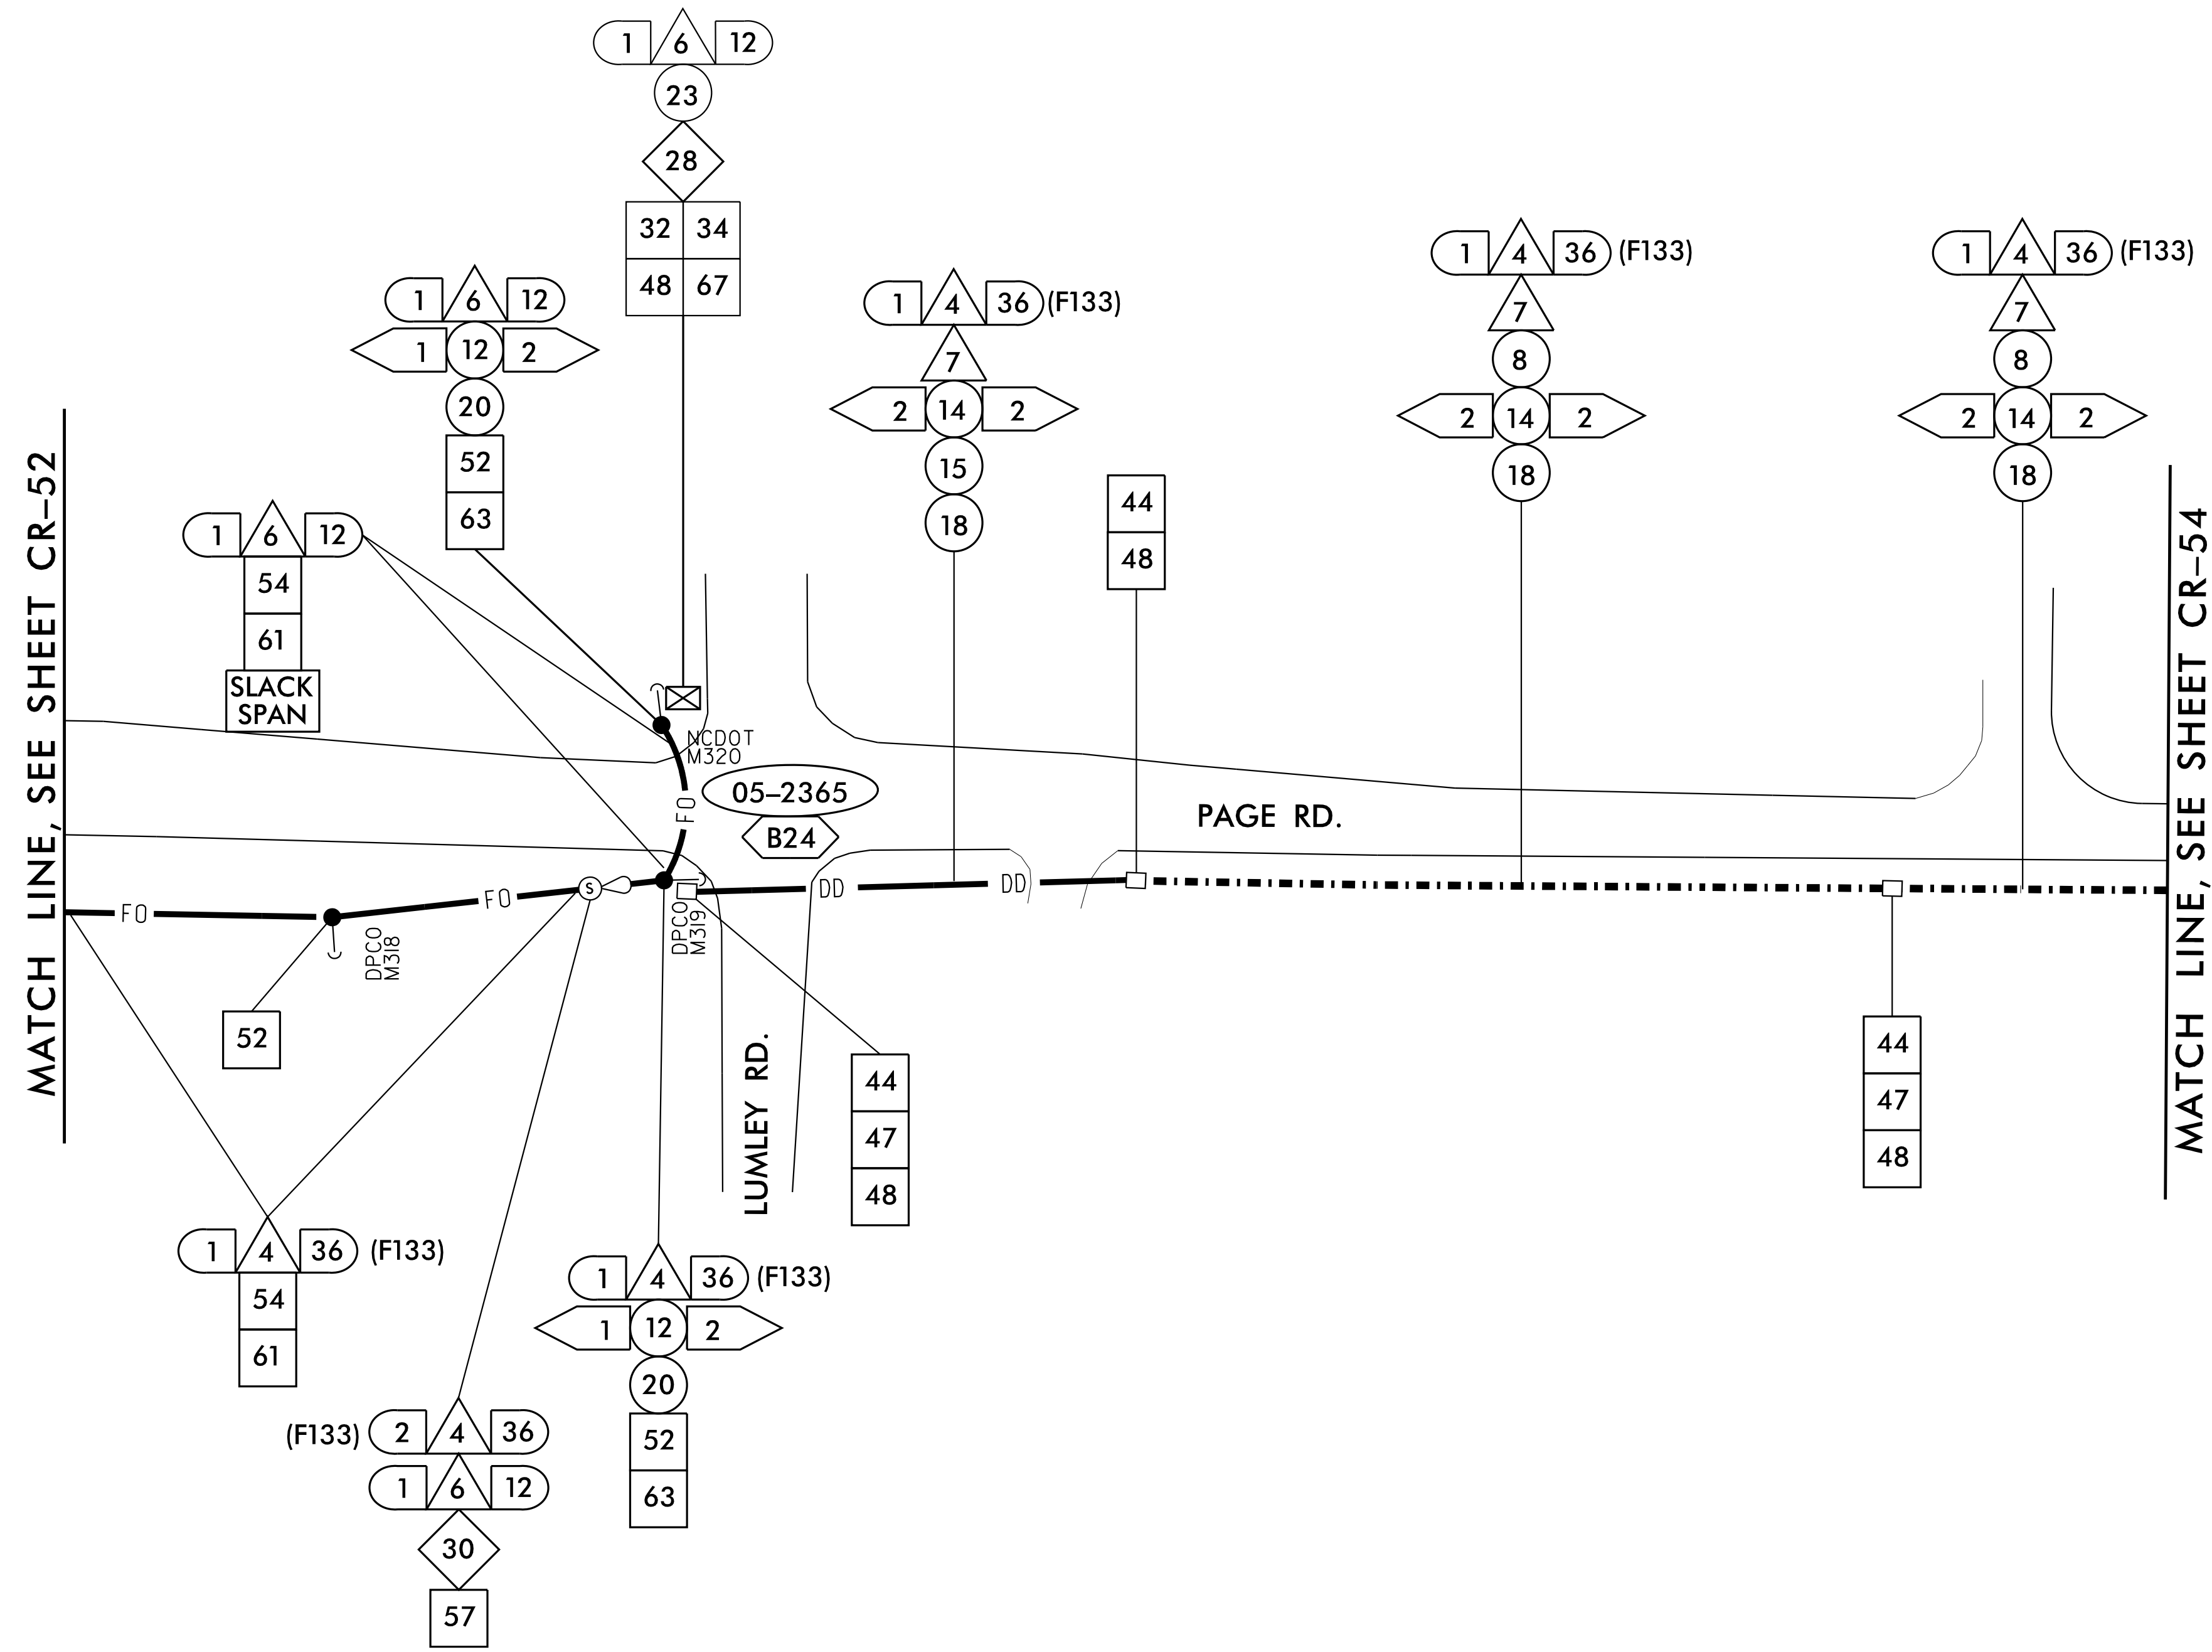 1 6 12
23
28
32 34
48 67
1 6 12
1 12 2
20
52
63
1 4 36 (F133)
7
2 14 2
15
18
1 4 36 (F133)
7
8
2 14 2
18
1 4 36 (F133)
7
8
2 14 2
18
44
48
1 6 12
54
61
SLACK
SPAN
MATCH LINE, SEE SHEET CR–52
MATCH LINE, SEE SHEET CR–54
NCDOT
M320
05–2365
B24
PAGE RD.
FO
FO
FO
S
DD
DD
DPCO
M318
DPCO
M319
52
LUMLEY RD.
44
47
48
44
47
48
1 4 36 (F133)
54
61
1 4 36 (F133)
1 12 2
20
52
63
(F133) 2 4 36
1 6 12
30
57